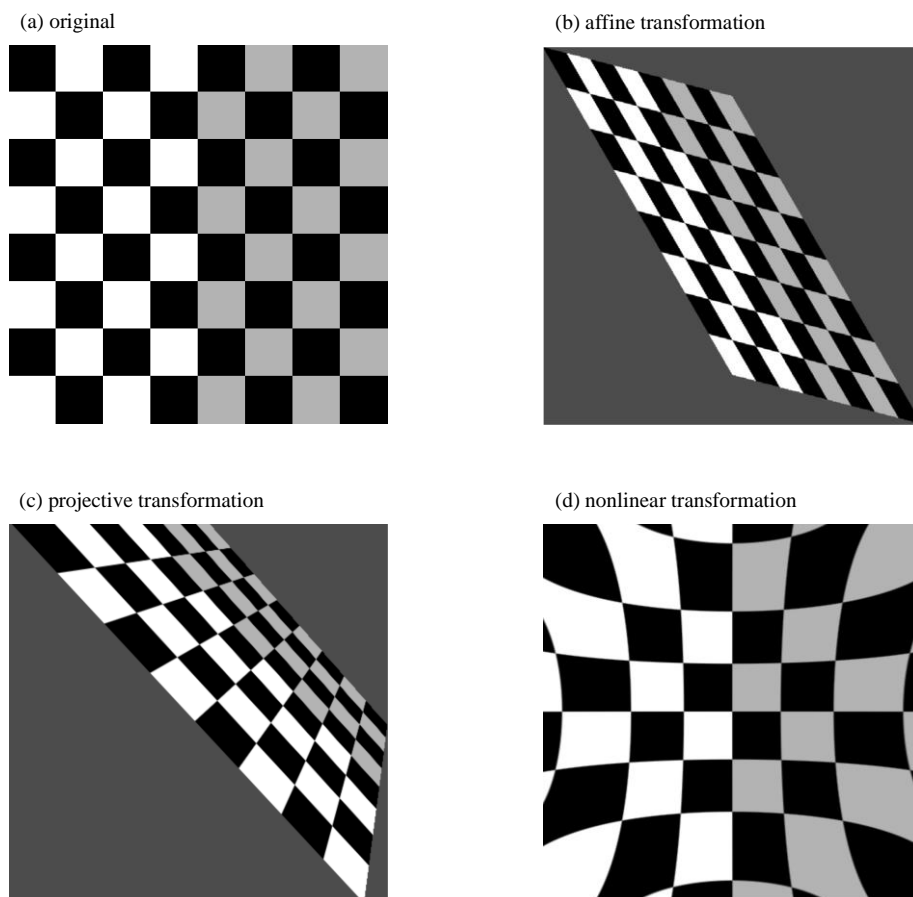 (a) original
(b) affine transformation
(c) projective transformation
(d) nonlinear transformation